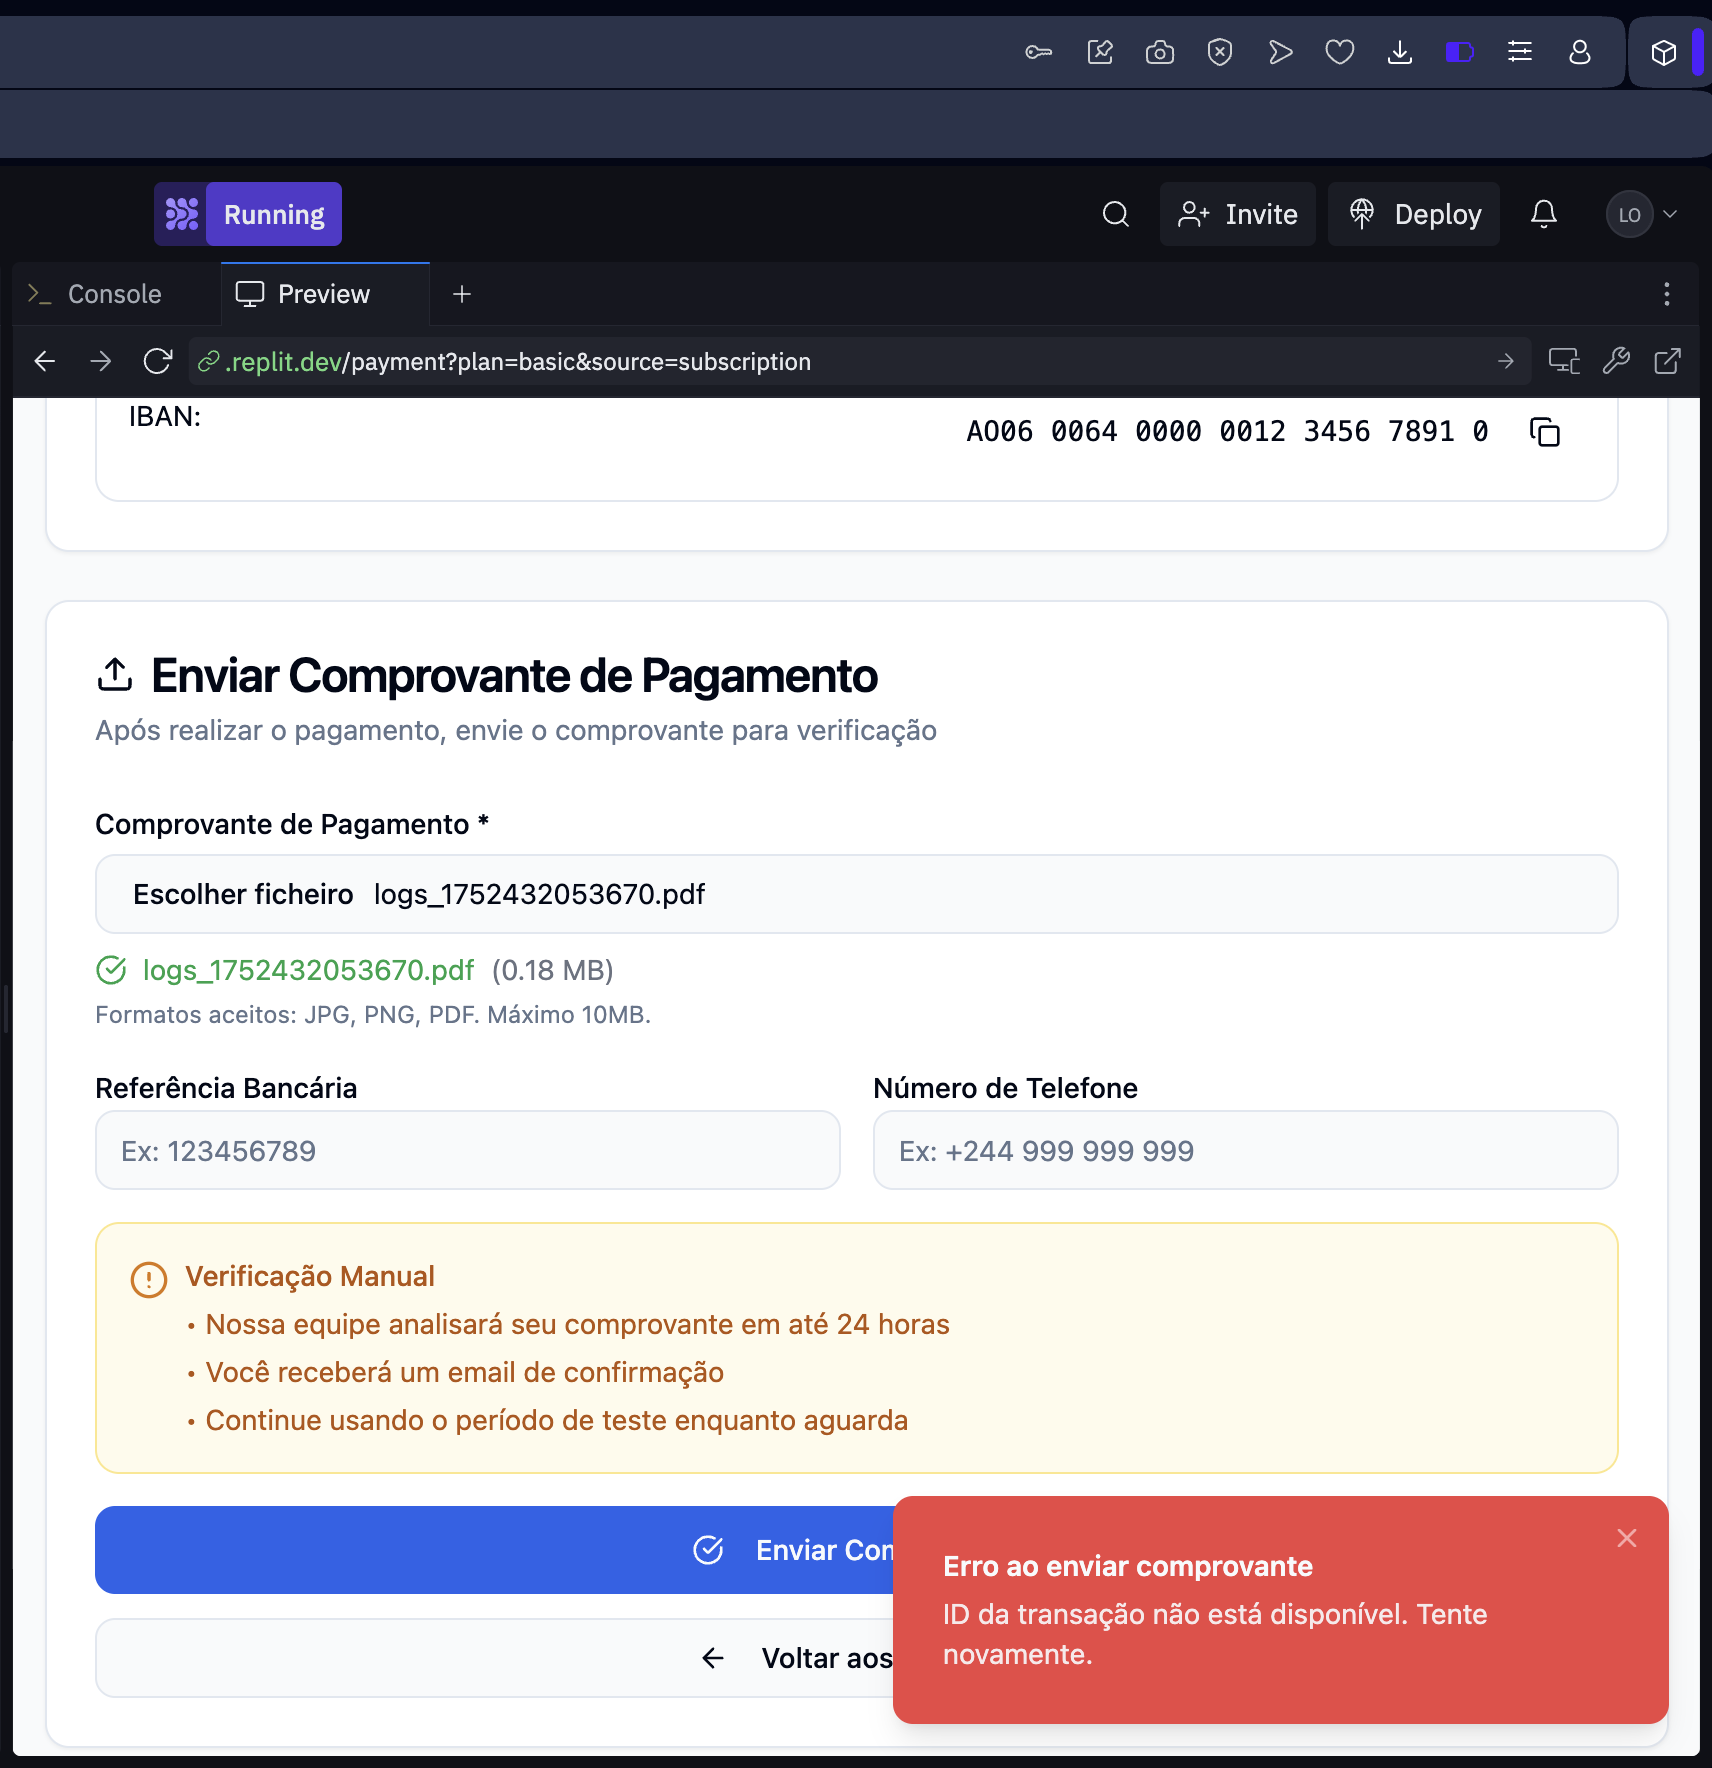 Running
Invite
Deploy
LO
Console
Preview
.replit.dev/payment?plan=basic&source=subscription
IBAN:
AO06 0064 0000 0012 3456 7891 0
Enviar Comprovante de Pagamento
Após realizar o pagamento, envie o comprovante para verificação
Comprovante de Pagamento *
Escolher ficheiro logs_1752432053670.pdf
logs_1752432053670.pdf (0.18 MB)
Formatos aceitos: JPG, PNG, PDF. Máximo 10MB.
Referência Bancária
Número de Telefone
Ex: 123456789
Ex: +244 999 999 999
Verificação Manual
• Nossa equipe analisará seu comprovante em até 24 horas
• Você receberá um email de confirmação
• Continue usando o período de teste enquanto aguarda
Enviar Com
Voltar aos
Erro ao enviar comprovante
ID da transação não está disponível. Tente
novamente.